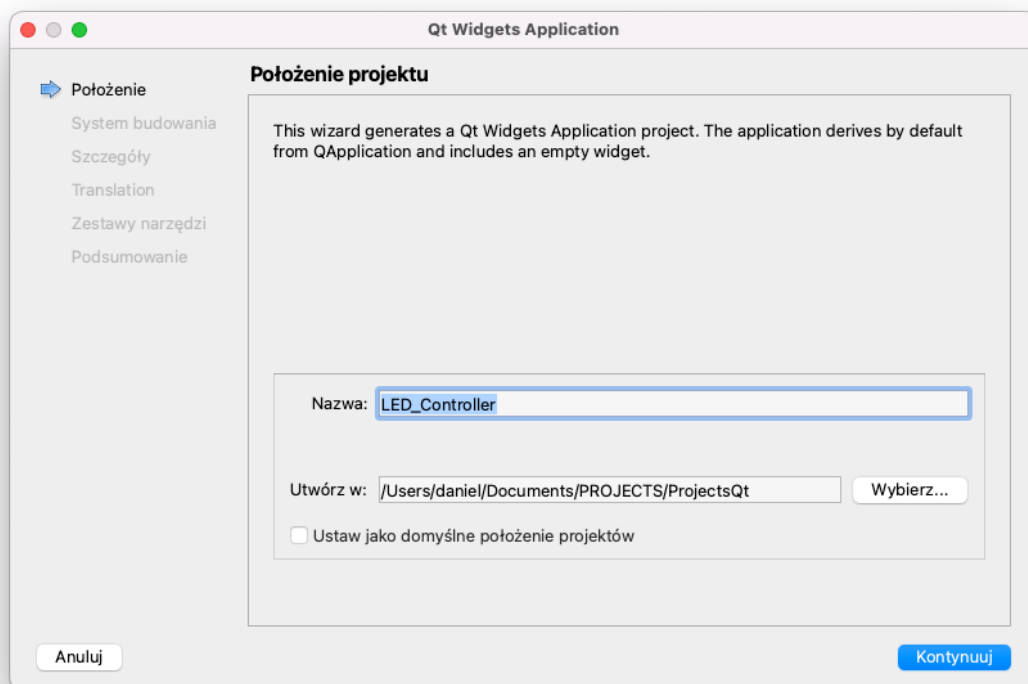 Qt Widgets Application
Położenie
System budowania
Szczegóły
Translation
Zestawy narzędzi
Podsumowanie
Położenie projektu
This wizard generates a Qt Widgets Application project. The application derives by default
from QApplication and includes an empty widget.
Nazwa: LED_Controller
Utwórz w: /Users/daniel/Documents/PROJECTS/ProjectsQt Wybierz...
Ustaw jako domyślne położenie projektów
Anuluj Kontynuuj